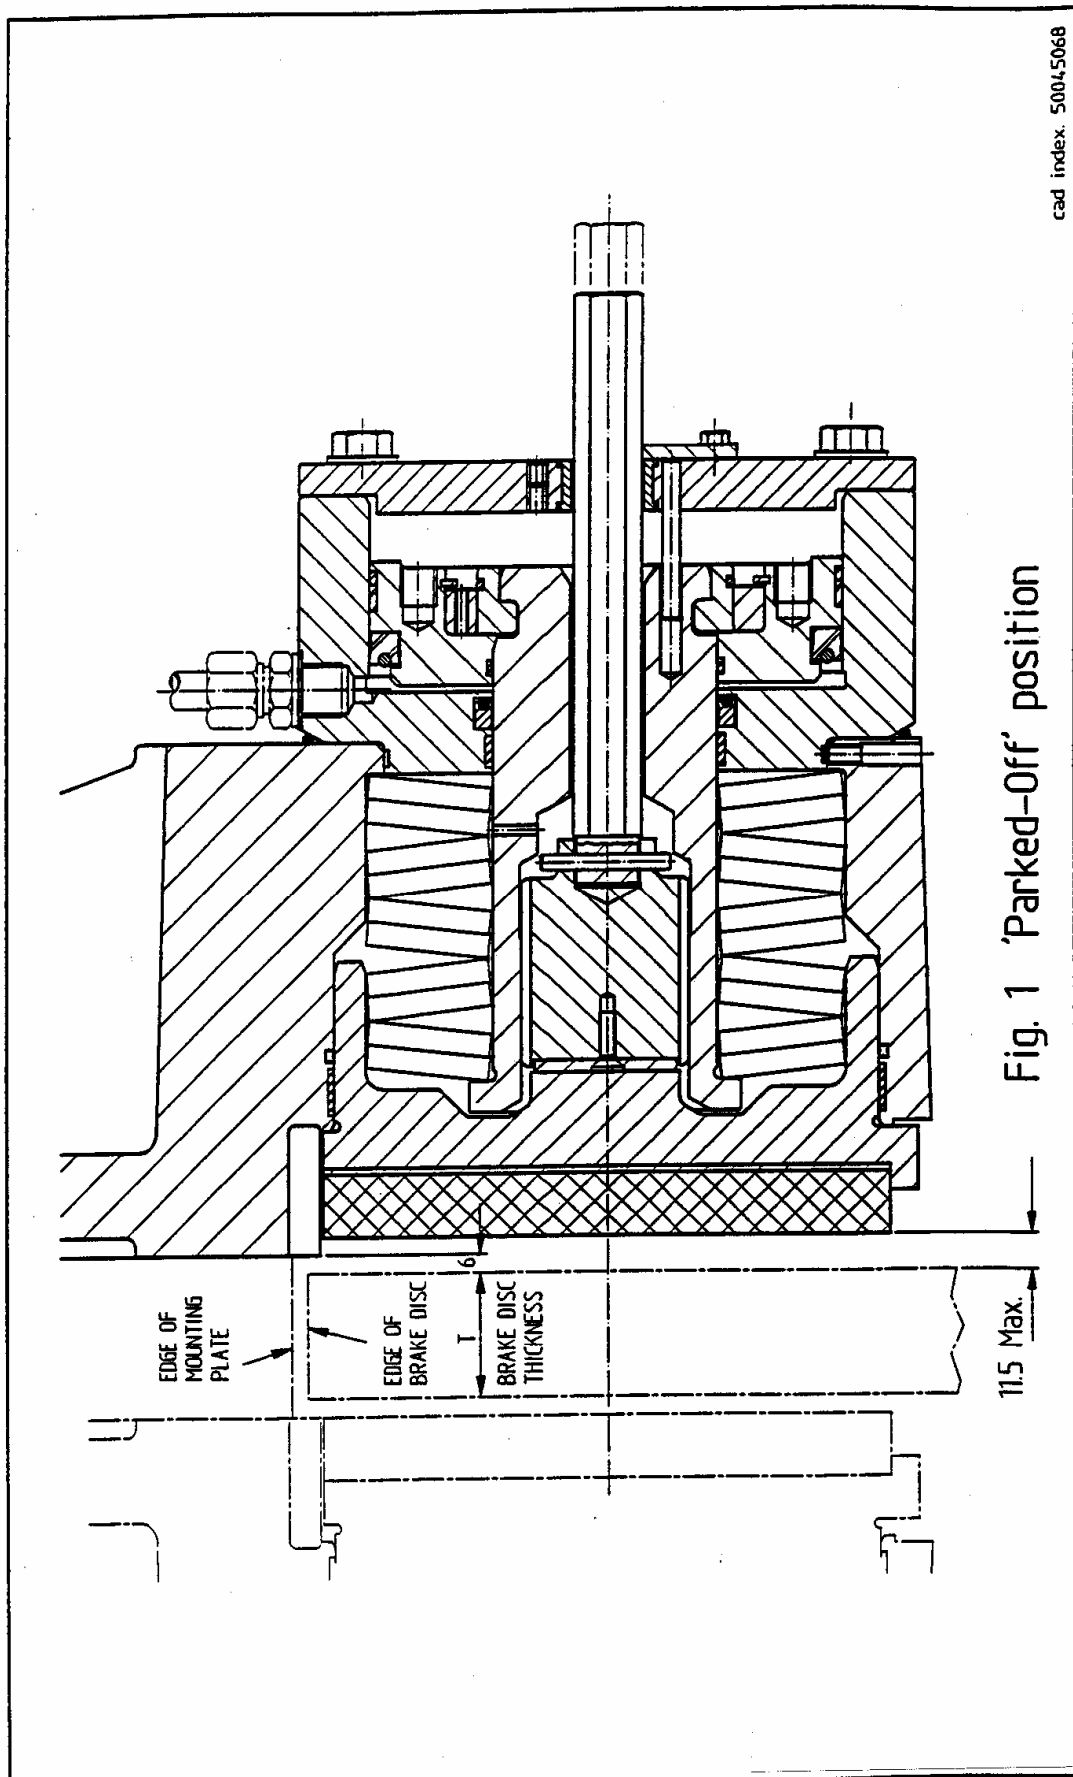 cad index. 5004506B
EDGE OF
MOUNTING
PLATE
EDGE OF
BRAKE DISC
T
BRAKE DISC
THICKNESS
6
11.5 Max.
Fig. 1 'Parked-Off' position